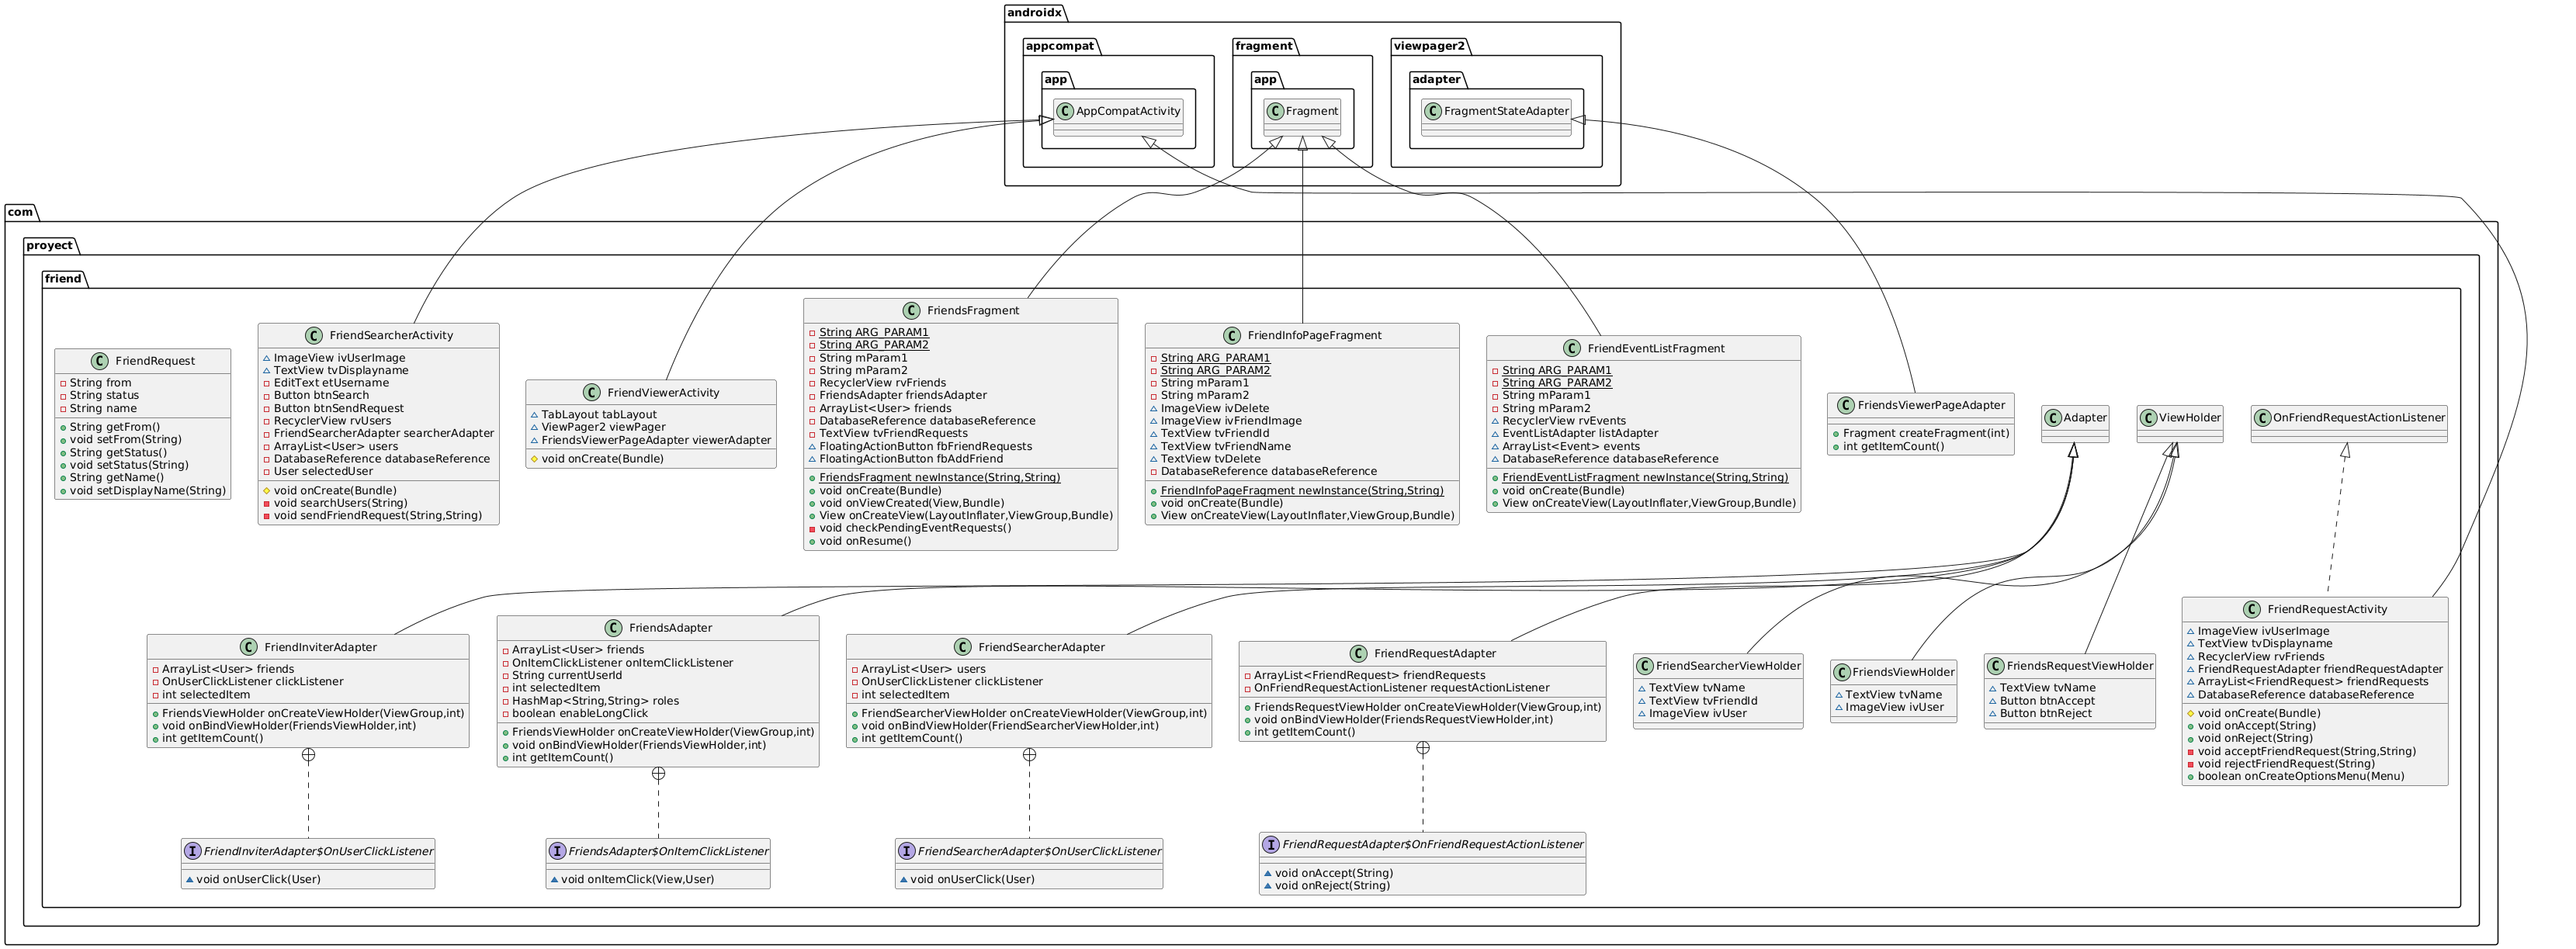 androidx
appcompat
fragment
viewpager2
app
app
adapter
C AppCompatActivity
C Fragment
C FragmentStateAdapter
com
proyect
friend
C FriendRequest
String from
String status
String name
String getFrom()
void setFrom(String)
String getStatus()
void setStatus(String)
String getName()
void setDisplayName(String)
C FriendSearcherActivity
ImageView ivUserImage
TextView tvDisplayname
EditText etUsername
Button btnSearch
Button btnSendRequest
RecyclerView rvUsers
FriendSearcherAdapter searcherAdapter
ArrayList<User> users
DatabaseReference databaseReference
User selectedUser
void onCreate(Bundle)
void searchUsers(String)
void sendFriendRequest(String,String)
C FriendViewerActivity
TabLayout tabLayout
ViewPager2 viewPager
FriendsViewerPageAdapter viewerAdapter
void onCreate(Bundle)
C FriendsFragment
String ARG_PARAM1
String ARG_PARAM2
String mParam1
String mParam2
RecyclerView rvFriends
FriendsAdapter friendsAdapter
ArrayList<User> friends
DatabaseReference databaseReference
TextView tvFriendRequests
FloatingActionButton fbFriendRequests
FloatingActionButton fbAddFriend
FriendsFragment newInstance(String,String)
void onCreate(Bundle)
void onViewCreated(View,Bundle)
View onCreateView(LayoutInflater,ViewGroup,Bundle)
void checkPendingEventRequests()
void onResume()
C FriendInfoPageFragment
String ARG_PARAM1
String ARG_PARAM2
String mParam1
String mParam2
ImageView ivDelete
ImageView ivFriendImage
TextView tvFriendId
TextView tvFriendName
TextView tvDelete
DatabaseReference databaseReference
FriendInfoPageFragment newInstance(String,String)
void onCreate(Bundle)
View onCreateView(LayoutInflater,ViewGroup,Bundle)
C FriendEventListFragment
String ARG_PARAM1
String ARG_PARAM2
String mParam1
String mParam2
RecyclerView rvEvents
EventListAdapter listAdapter
ArrayList<Event> events
DatabaseReference databaseReference
FriendEventListFragment newInstance(String,String)
void onCreate(Bundle)
View onCreateView(LayoutInflater,ViewGroup,Bundle)
C FriendsViewerPageAdapter
Fragment createFragment(int)
int getItemCount()
C Adapter
C ViewHolder
C OnFriendRequestActionListener
C FriendInviterAdapter
ArrayList<User> friends
OnUserClickListener clickListener
int selectedItem
FriendsViewHolder onCreateViewHolder(ViewGroup,int)
void onBindViewHolder(FriendsViewHolder,int)
int getItemCount()
C FriendsAdapter
ArrayList<User> friends
OnItemClickListener onItemClickListener
String currentUserId
int selectedItem
HashMap<String,String> roles
boolean enableLongClick
FriendsViewHolder onCreateViewHolder(ViewGroup,int)
void onBindViewHolder(FriendsViewHolder,int)
int getItemCount()
C FriendSearcherAdapter
ArrayList<User> users
OnUserClickListener clickListener
int selectedItem
FriendSearcherViewHolder onCreateViewHolder(ViewGroup,int)
void onBindViewHolder(FriendSearcherViewHolder,int)
int getItemCount()
C FriendRequestAdapter
ArrayList<FriendRequest> friendRequests
OnFriendRequestActionListener requestActionListener
FriendsRequestViewHolder onCreateViewHolder(ViewGroup,int)
void onBindViewHolder(FriendsRequestViewHolder,int)
int getItemCount()
C FriendSearcherViewHolder
TextView tvName
TextView tvFriendId
ImageView ivUser
C FriendsViewHolder
TextView tvName
ImageView ivUser
C FriendsRequestViewHolder
TextView tvName
Button btnAccept
Button btnReject
C FriendRequestActivity
ImageView ivUserImage
TextView tvDisplayname
RecyclerView rvFriends
FriendRequestAdapter friendRequestAdapter
ArrayList<FriendRequest> friendRequests
DatabaseReference databaseReference
void onCreate(Bundle)
void onAccept(String)
void onReject(String)
void acceptFriendRequest(String,String)
void rejectFriendRequest(String)
boolean onCreateOptionsMenu(Menu)
I FriendInviterAdapter$OnUserClickListener
void onUserClick(User)
I FriendsAdapter$OnItemClickListener
void onItemClick(View,User)
I FriendSearcherAdapter$OnUserClickListener
void onUserClick(User)
I FriendRequestAdapter$OnFriendRequestActionListener
void onAccept(String)
void onReject(String)